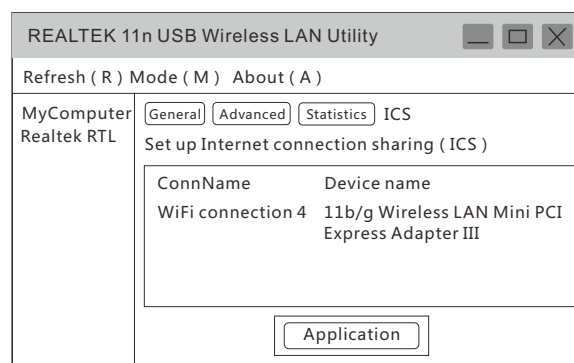 REALTEK 11n USB Wireless LAN Utility
Refresh ( R ) Mode ( M ) About ( A )
MyComputer
Realtek RTL
General Advanced Statistics ICS
Set up Internet connection sharing ( ICS )
ConnName Device name
WiFi connection 4 11b/g Wireless LAN Mini PCI
Express Adapter III
Application